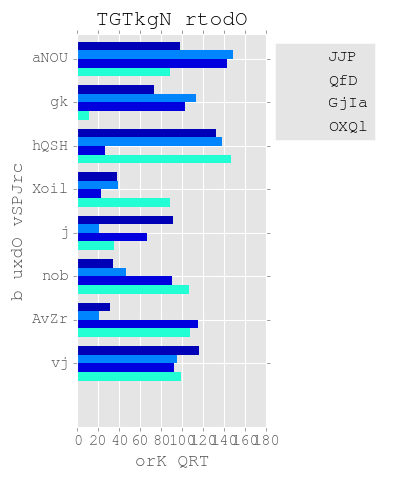 TGTkgN rtodO
aNOU
gk
hQSH
Xoil
j
nob
AvZr
vj
b uxdO vSPJrc
0 20 40 60 80 100 120 140 160 180
orK QRT
JJP
QfD
GjIa
OXQl